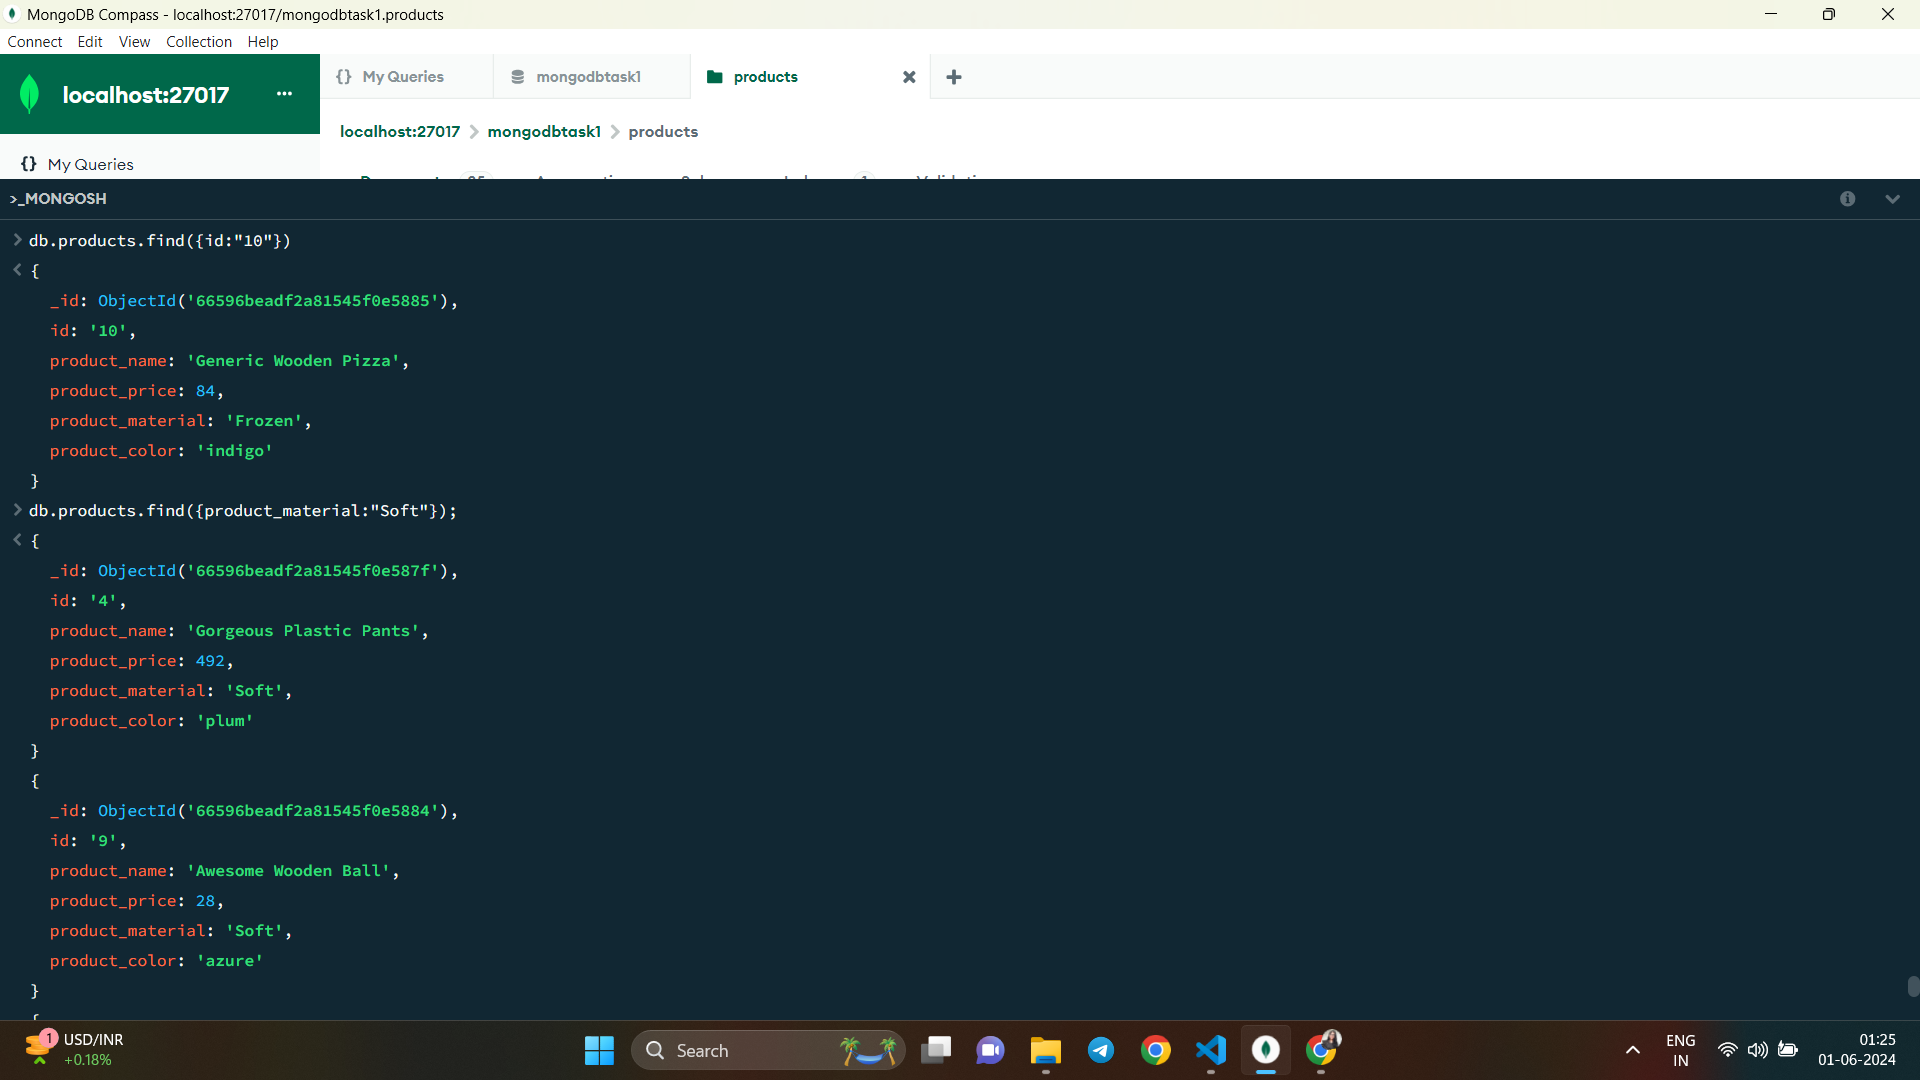 MongoDB Compass - localhost:27017/mongodbtask1.products
Connect Edit View Collection Help
localhost:27017 ...
{} My Queries
mongodbtask1
products
localhost:27017 > mongodbtask1 > products
{} My Queries
>_MONGOSH
db.products.find({id:"10"})
{
_id: ObjectId('66596beadf2a81545f0e5885'),
id: '10',
product_name: 'Generic Wooden Pizza',
product_price: 84,
product_material: 'Frozen',
product_color: 'indigo'
}
db.products.find({product_material:"Soft"});
{
_id: ObjectId('66596beadf2a81545f0e587f'),
id: '4',
product_name: 'Gorgeous Plastic Pants',
product_price: 492,
product_material: 'Soft',
product_color: 'plum'
}
{
_id: ObjectId('66596beadf2a81545f0e5884'),
id: '9',
product_name: 'Awesome Wooden Ball',
product_price: 28,
product_material: 'Soft',
product_color: 'azure'
}
1
USD/INR
+0.18%
Search
ENG
IN
01:25
01-06-2024